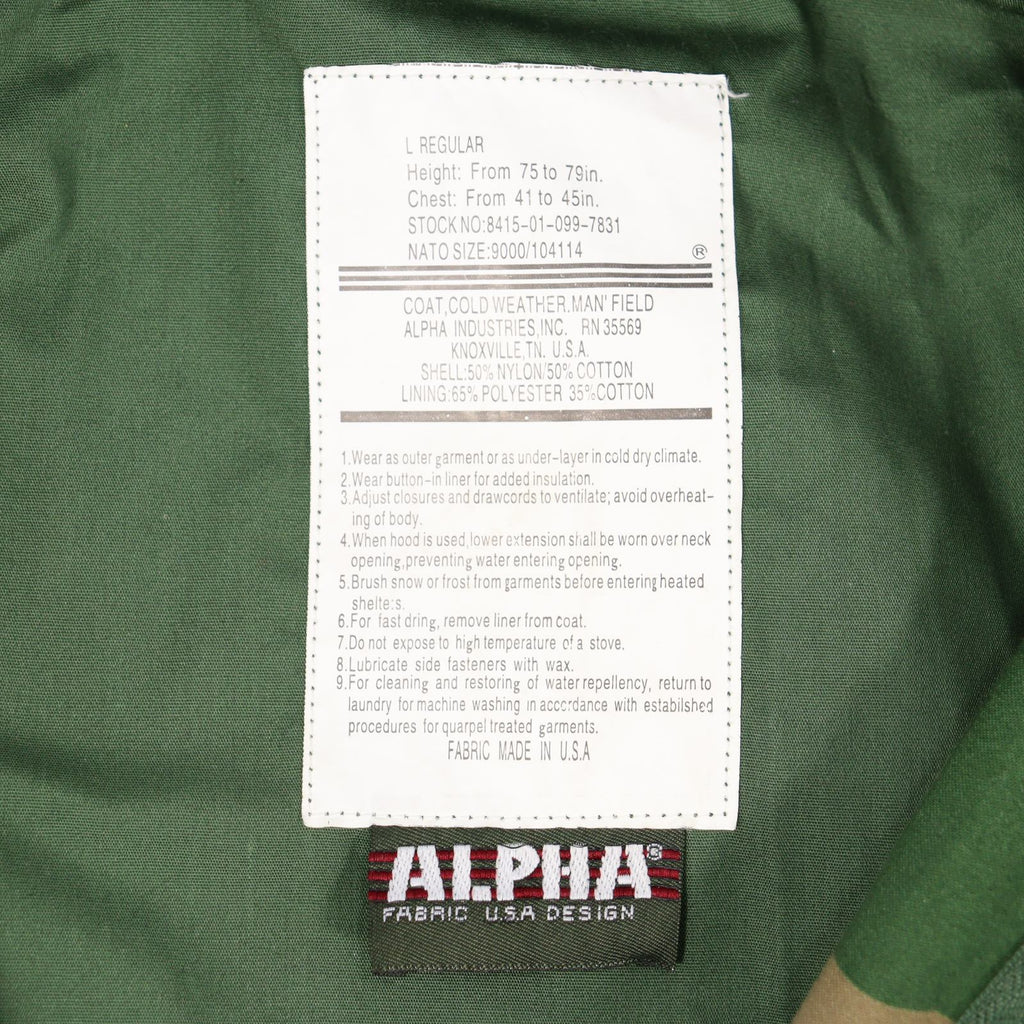 L REGULAR
Height: From 75 to 79in.
Chest: From 41 to 45in.
STOCK NO:8415-01-099-7831
NATO SIZE:9000/104114 ®
COAT,COLD WEATHER.MAN' FIELD
ALPHA INDUSTRIES,INC. RN 35569
KNOXVILLE,TN. U.S.A.
SHELL:50% NYLON/50% COTTON
LINING:65% POLYESTER 35%COTTON
1.Wear as outer garment or as under-layer in cold dry climate.
2.Wear button-in liner for added insulation.
3.Adjust closures and drawcords to ventilate; avoid overheat-
ing of body.
4.When hood is used,lower extension shall be worn over neck
opening,preventing water entering opening.
5.Brush snow or frost from garments before entering heated
shelters.
6.For fast dring, remove liner from coat.
7.Do not expose to high temperature of a stove.
8.Lubricate side fasteners with wax.
9.For cleaning and restoring of water repellency, return to
laundry for machine washing in accordance with estabilshed
procedures for quarpel treated garments.
FABRIC MADE IN U.S.A
ALPHA®
FABRIC U.S.A DESIGN